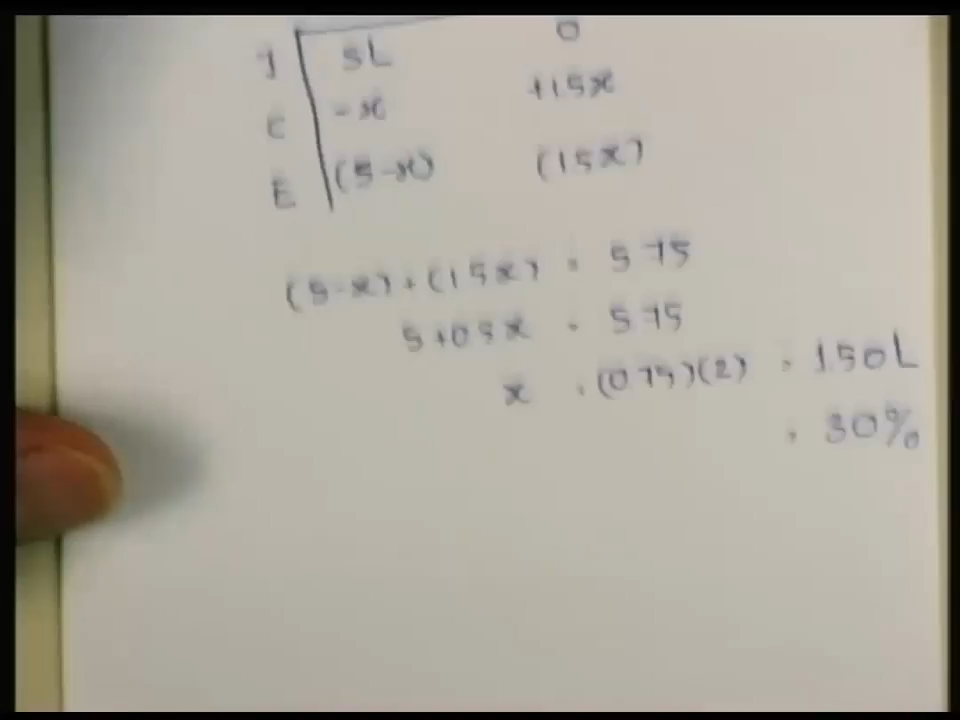 I 5L 0
C -x +1.5x
E (5-x) (1.5x)
(5-x)+(1.5x) = 5.75
5+0.5x = 5.75
x = (0.75)(2) = 1.50L
= 30%